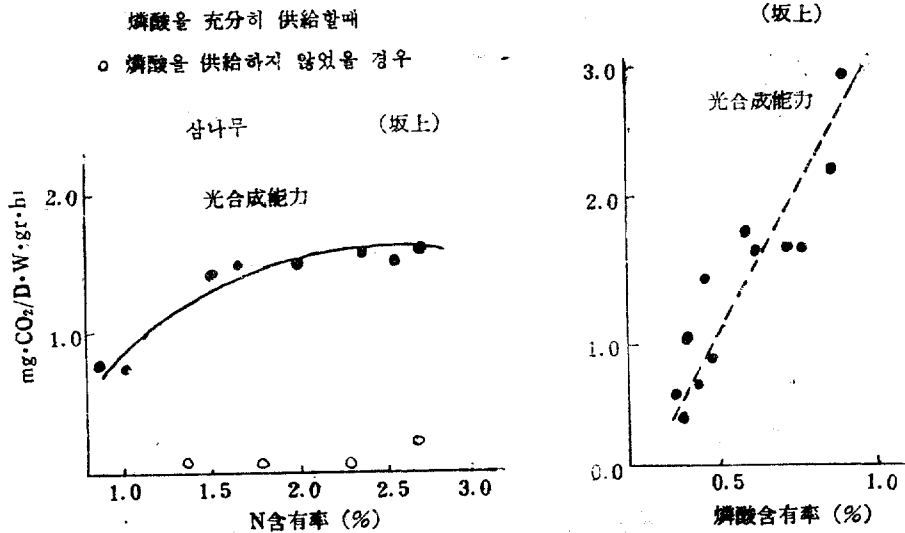 燐酸을 充分히 供給할때
o 燐酸을 供給하지 않었을 경우
삼나무 (坂上)
光合成能力
mg·CO₂/D·W·gr·h¹
2.0
1.0
1.0 1.5 2.0 2.5 3.0
N含有率 (%)
(坂上)
光合成能力
3.0
2.0
1.0
0.0
0.5 1.0
燐酸含有率 (%)